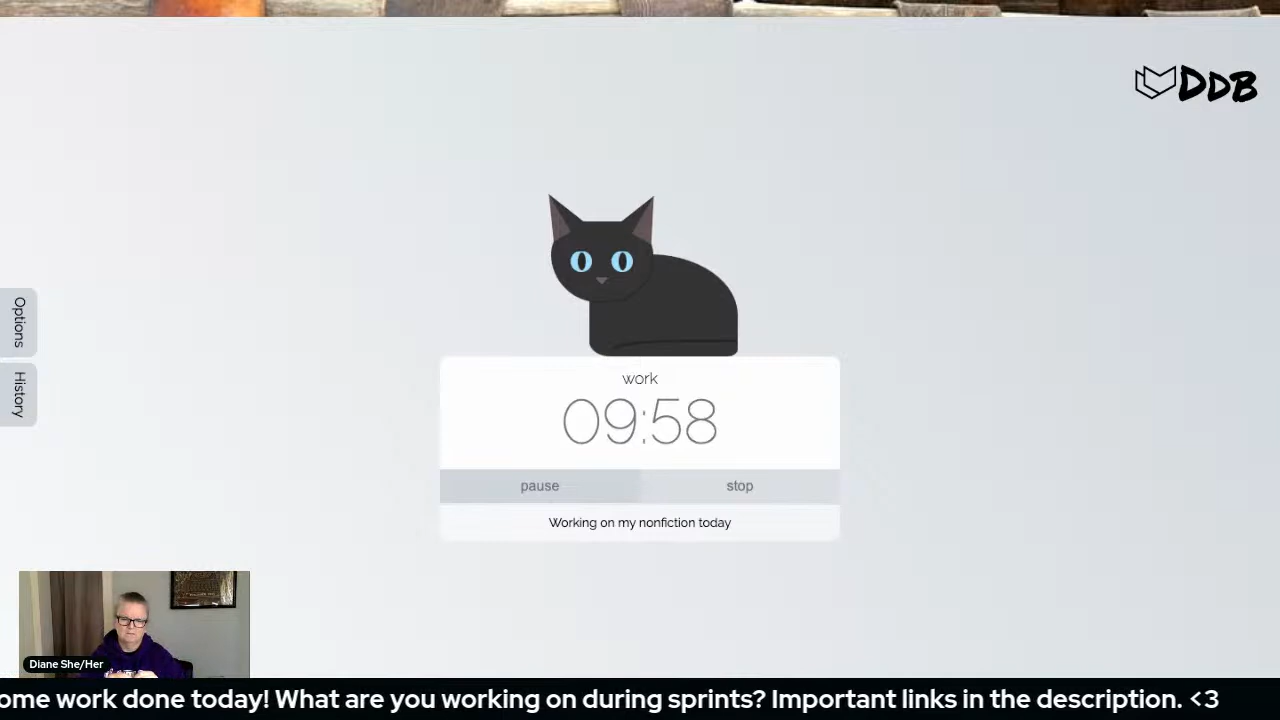 DDB
Options
History
work
09:58
pause
stop
Working on my nonfiction today
Diane She/Her
ome work done today! What are you working on during sprints? Important links in the description. <3